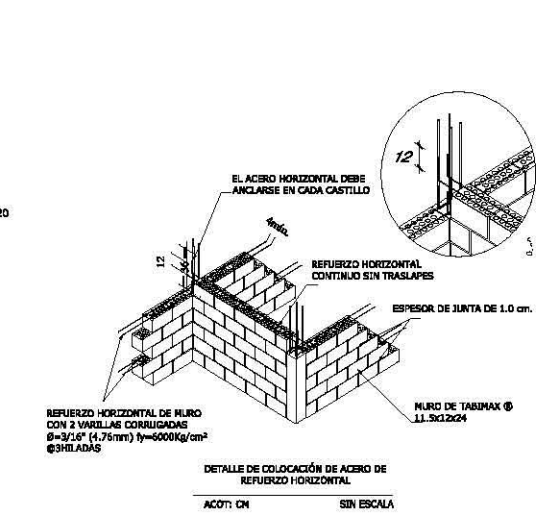 12
20
EL ACERO HORIZONTAL DEBE
ANCLARSE EN CADA CASTILLO
4min.
12
REFUERZO HORIZONTAL
CONTINUO SIN TRASLAPES
ESPESOR DE JUNTA DE 1.0 cm.
REFUERZO HORIZONTAL DE MURO
CON 2 VARILLAS CORRUGADAS
Ø=3/16" (4.76mm) fy=6000Kg/cm²
@3HILADAS
MURO DE TABIMAX ®
11.5x12x24
DETALLE DE COLOCACIÓN DE ACERO DE
REFUERZO HORIZONTAL
ACOT: CM SIN ESCALA